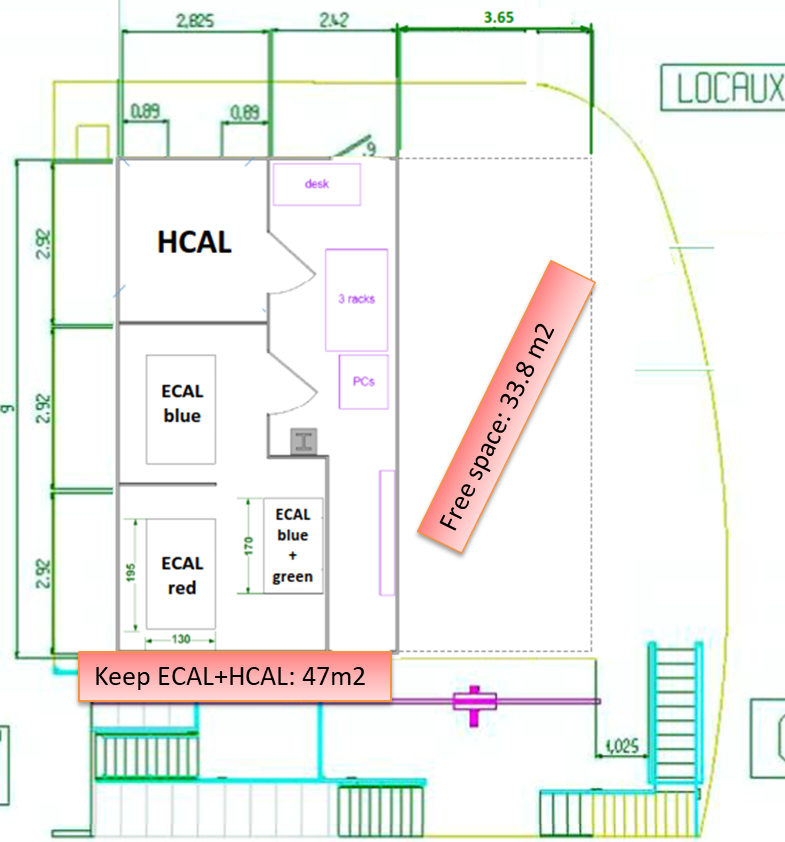 2,825
2.42
3.65
LOCAUX
0.89
0,89
.9
desk
HCAL
2.92
3 racks
Free space: 33.8 m2
PCs
2.92
9
ECAL
blue
ECAL
blue
+
green
170
195
ECAL
red
2.92
130
Keep ECAL+HCAL: 47m2
1,025